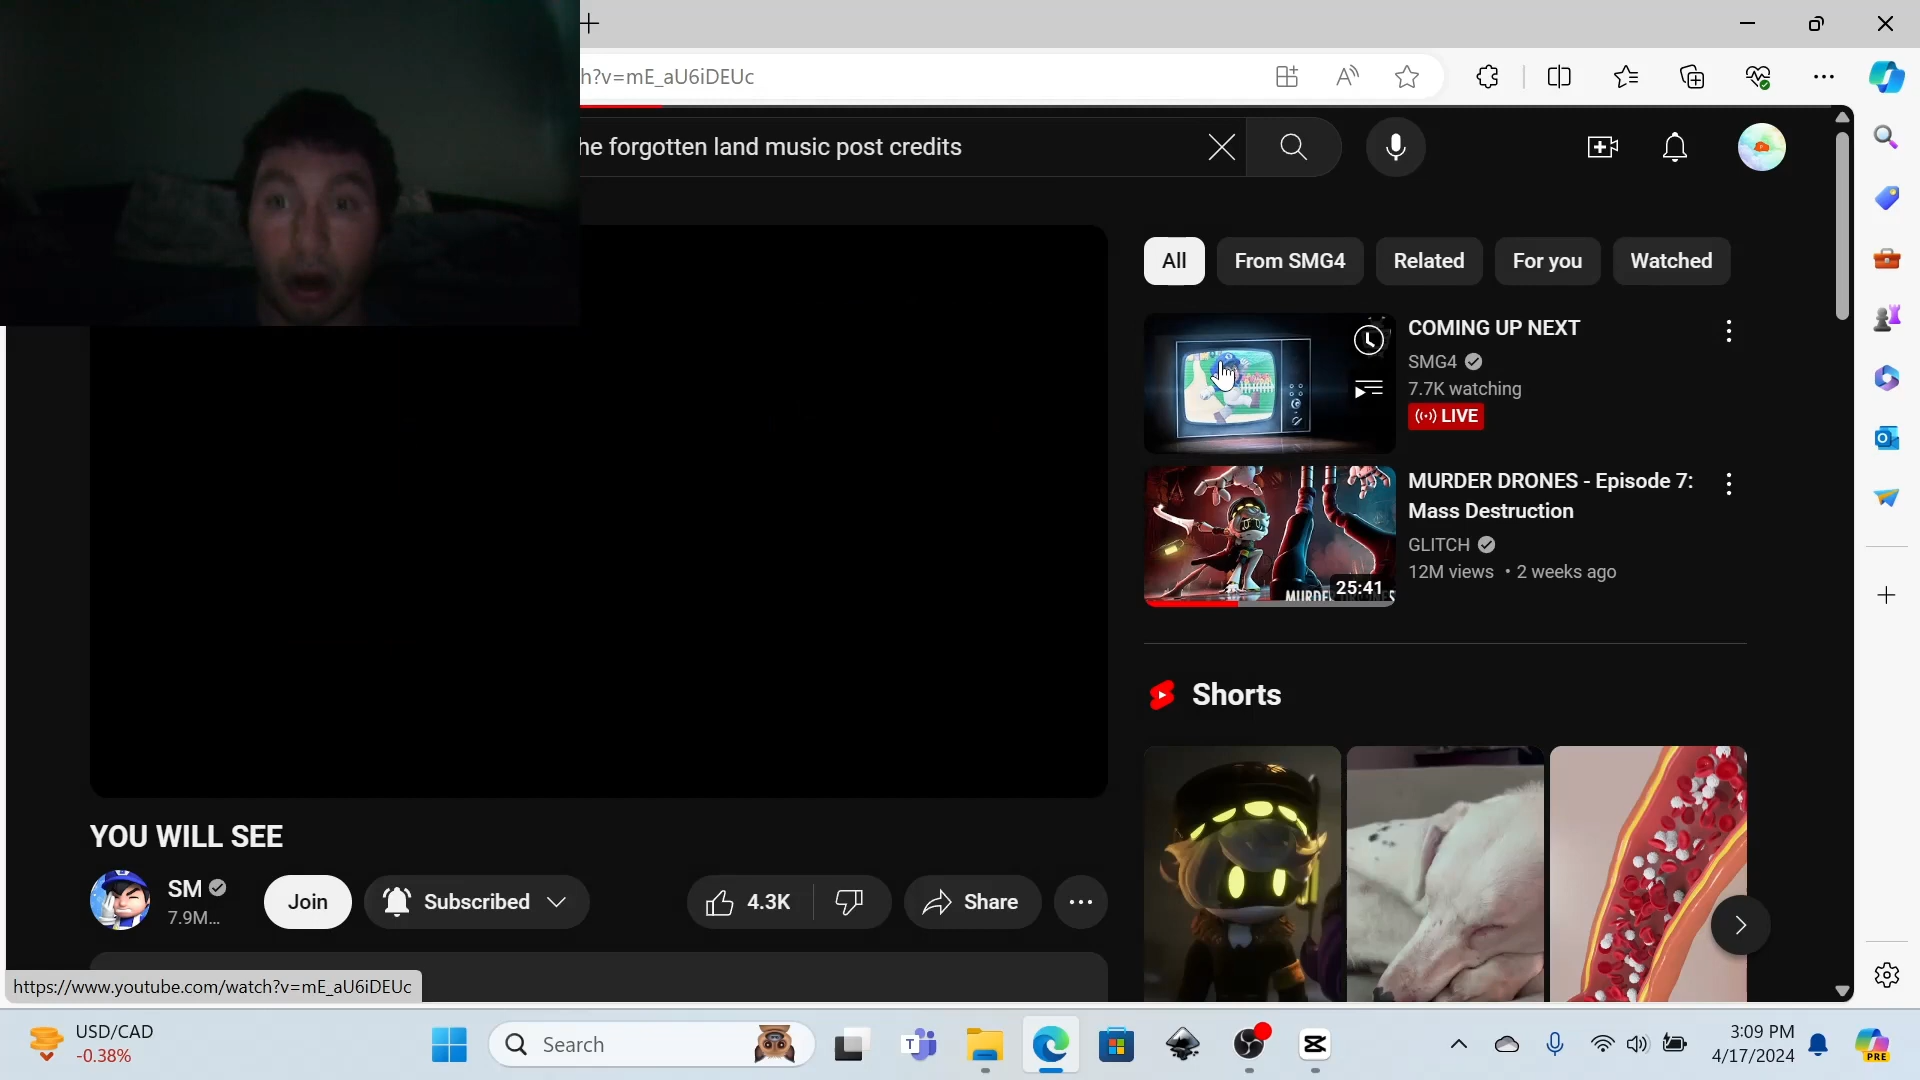 h?v=mE_aU6iDEUc
he forgotten land music post credits
All
From SMG4
Related
For you
Watched
COMING UP NEXT
SMG4
7.7K watching
LIVE
MURDER DRONES - Episode 7:
Mass Destruction
GLITCH
12M views • 2 weeks ago
25:41
Shorts
YOU WILL SEE
SM
7.9M...
Join
Subscribed
4.3K
Share
https://www.youtube.com/watch?v=mE_aU6iDEUc
USD/CAD
-0.38%
Search
3:09 PM
4/17/2024
PRE